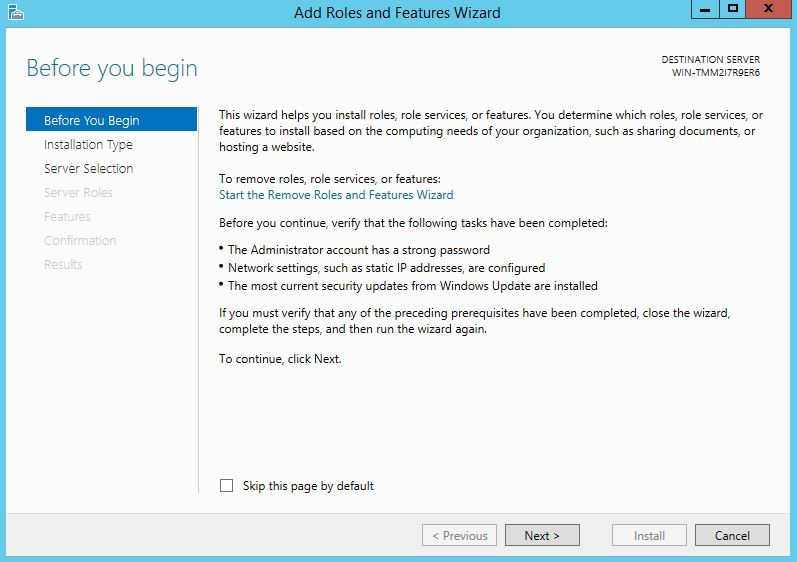 Add Roles and Features Wizard
Before you begin
DESTINATION SERVER
WIN-TMM2I7R9ER6
Before You Begin
Installation Type
Server Selection
Server Roles
Features
Confirmation
Results
This wizard helps you install roles, role services, or features. You determine which roles, role services, or
features to install based on the computing needs of your organization, such as sharing documents, or
hosting a website.
To remove roles, role services, or features:
Start the Remove Roles and Features Wizard
Before you continue, verify that the following tasks have been completed:
• The Administrator account has a strong password
• Network settings, such as static IP addresses, are configured
• The most current security updates from Windows Update are installed
If you must verify that any of the preceding prerequisites have been completed, close the wizard,
complete the steps, and then run the wizard again.
To continue, click Next.
Skip this page by default
< Previous
Next >
Install
Cancel